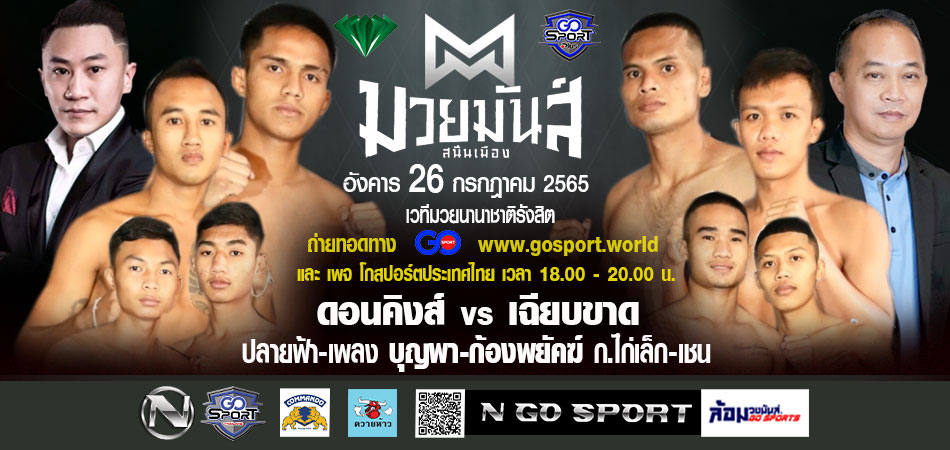 GO
SPORT
Plus
มวยมันส์
สนั่นเมือง
อังคาร 26 กรกฎาคม 2565
เวทีมวยนานาชาติรังสิต
ถ่ายทอดทาง GO SPORT www.gosport.world
และ เพจ โกสปอร์ตประเทศไทย เวลา 18.00 - 20.00 น.
ดอนคิงส์ vs เฉียบขาด
ปลายฟ้า-เพลง บุญพา-ก้องพยัคฆ์ ก.ไก่เล็ก-เชน
N
GO
SPORT
COMMANDO
ควายห้าว
N GO SPORT
ล้อมวงมันส์
GO SPORTS